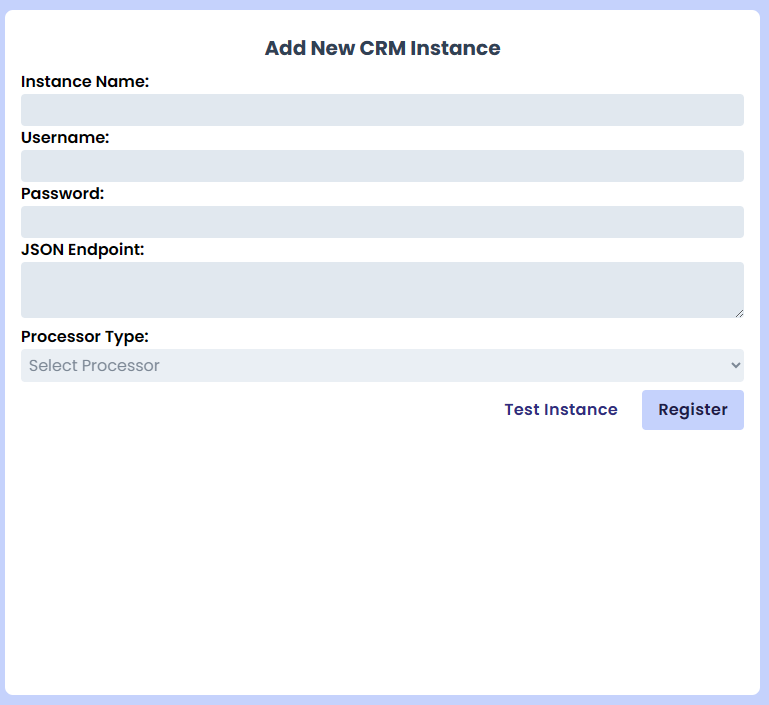 Add New CRM Instance
Instance Name:
Username:
Password:
JSON Endpoint:
Processor Type:
Select Processor
Test Instance Register